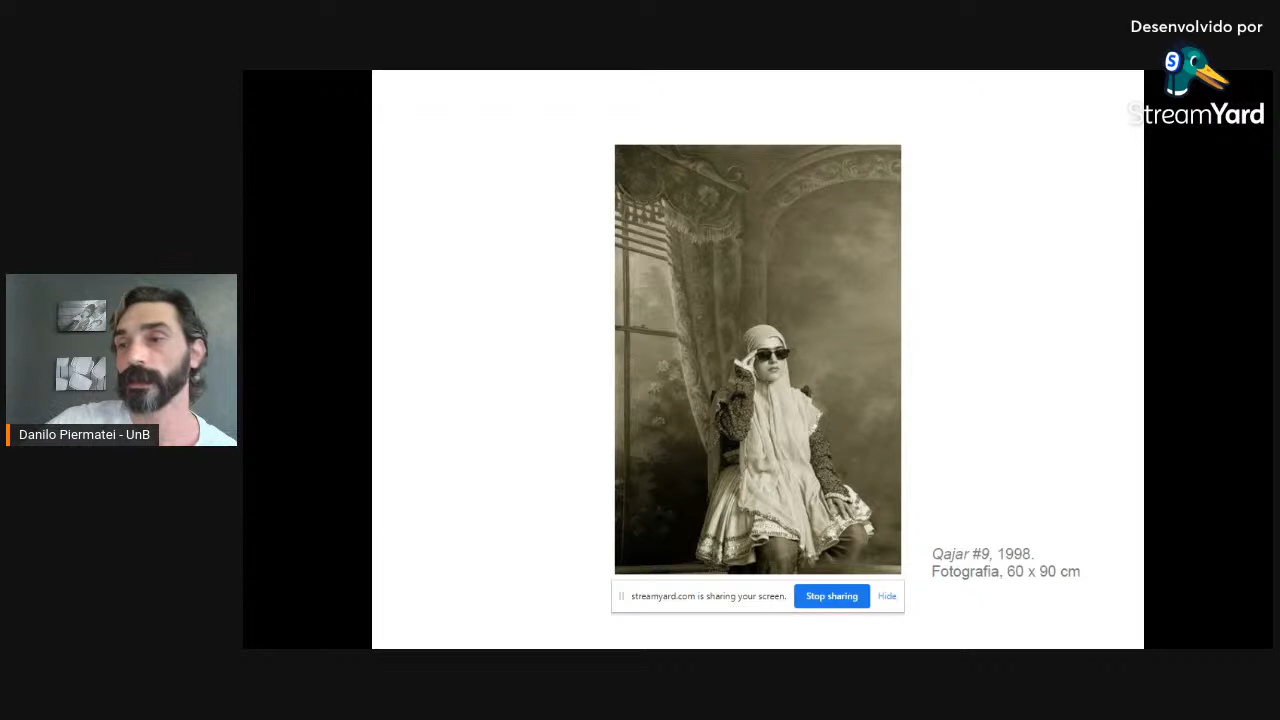 Desenvolvido por
StreamYard
Danilo Piermatei - UnB
Qajar #9, 1998.
Fotografia, 60 x 90 cm
streamyard.com is sharing your screen.
Stop sharing
Hide